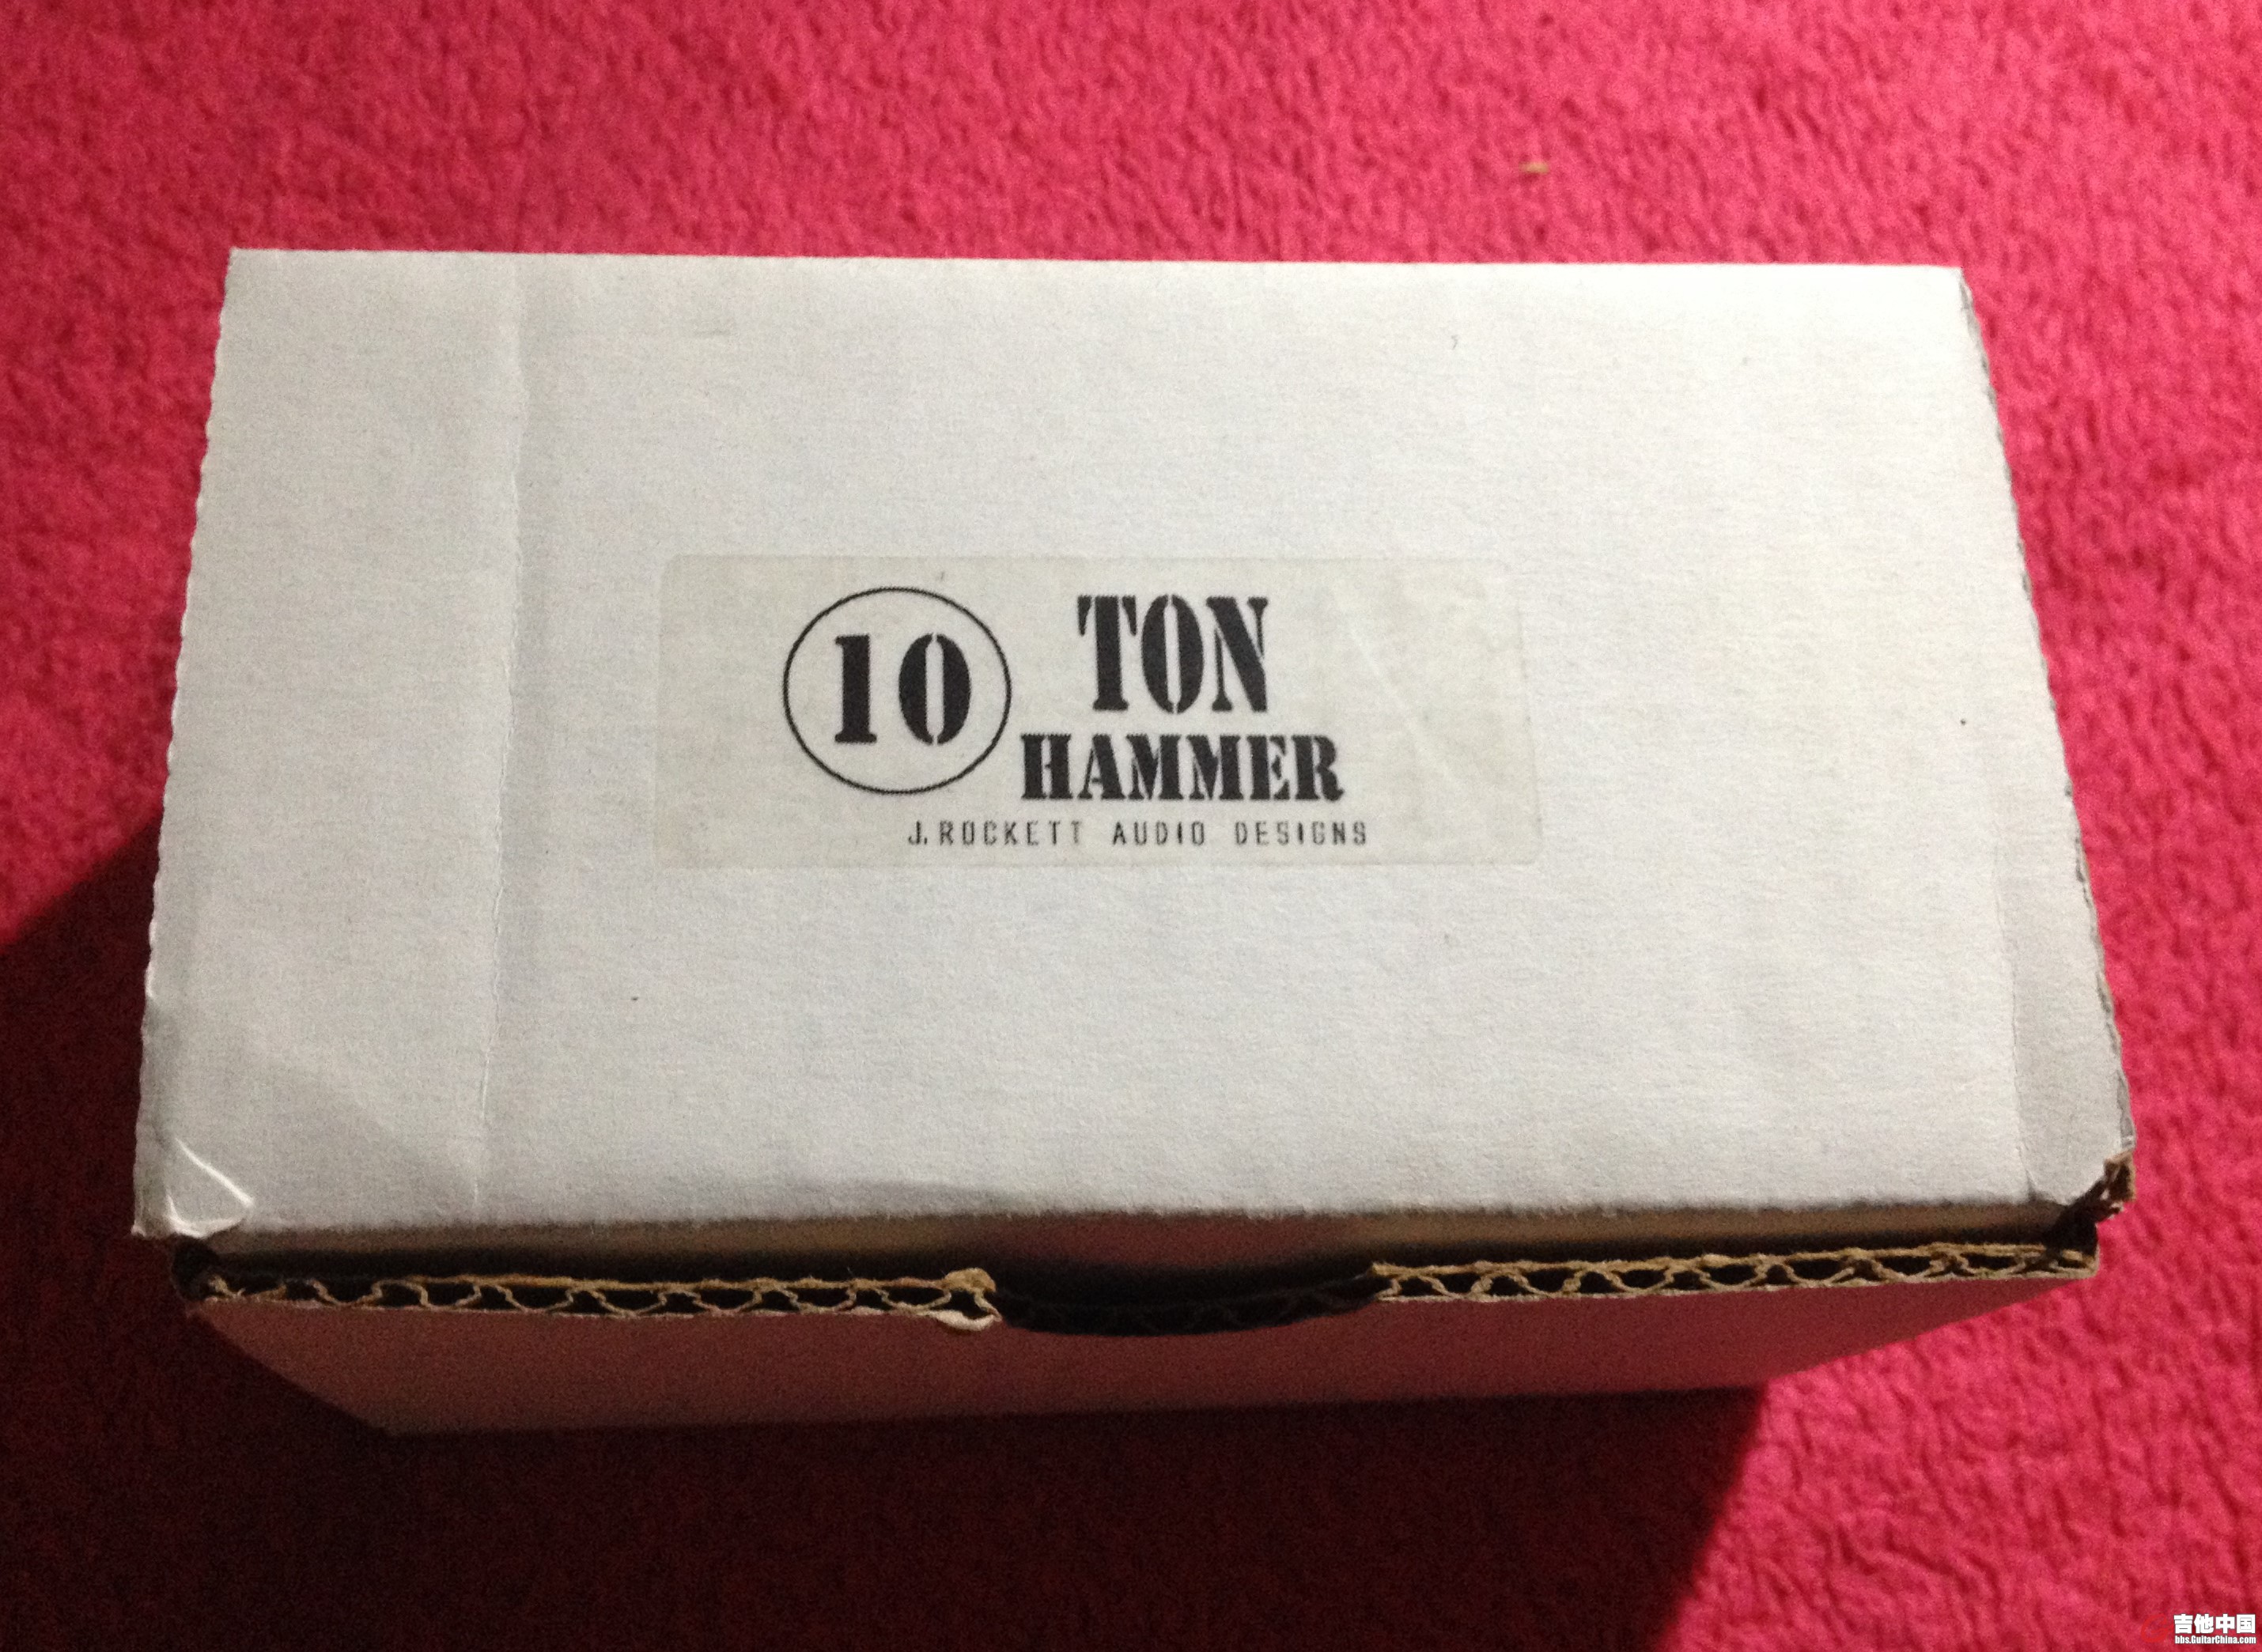 10 TON
HAMMER
J. ROCKETT AUDIO DESIGNS
吉他中国
bbs.GuitarChina.com